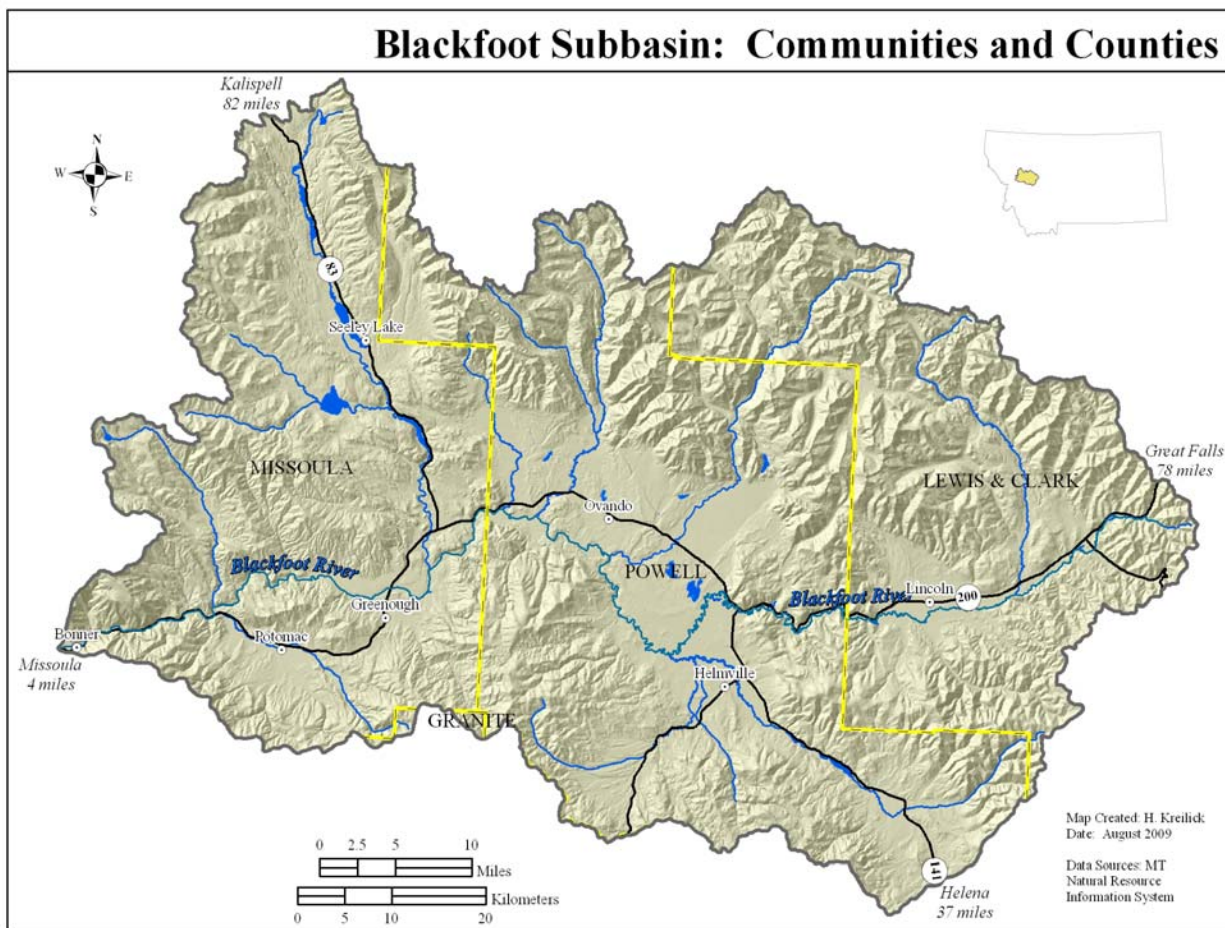 Blackfoot Subbasin: Communities and Counties
Kalispell
82 miles
N
W E
S
83
Seeley Lake
MISSOULA
Great Falls
78 miles
LEWIS & CLARK
Ovando
Blackfoot River
POWELL
Blackfoot River
Lincoln
200
Greenough
Bonner
Potomac
Missoula
4 miles
Helmville
GRANITE
141
Helena
37 miles
0 2.5 5 10
Miles
Kilometers
0 5 10 20
Map Created: H. Kreilick
Date: August 2009
Data Sources: MT
Natural Resource
Information System